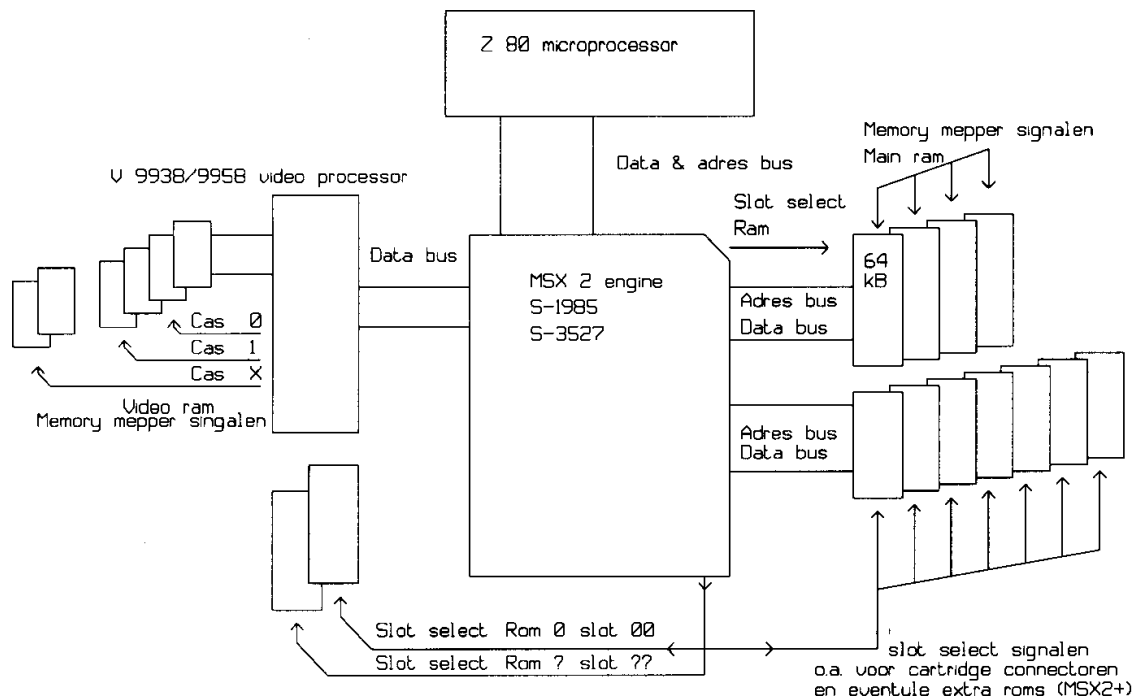 Z 80 microprocessor
Memory mepper signalen
Main ram
Data & adres bus
V 9938/9958 video processor
Slot select
Ram
Data bus
MSX 2 engine
S-1985
S-3527
64
kB
Adres bus
Data bus
Cas 0
Cas 1
Cas X
Video ram
Memory mepper singalen
Adres bus
Data bus
Slot select Rom 0 slot 00
Slot select Rom ? slot ??
slot select signalen
o.a. voor cartridge connectoren
en eventule extra roms (MSX2+)